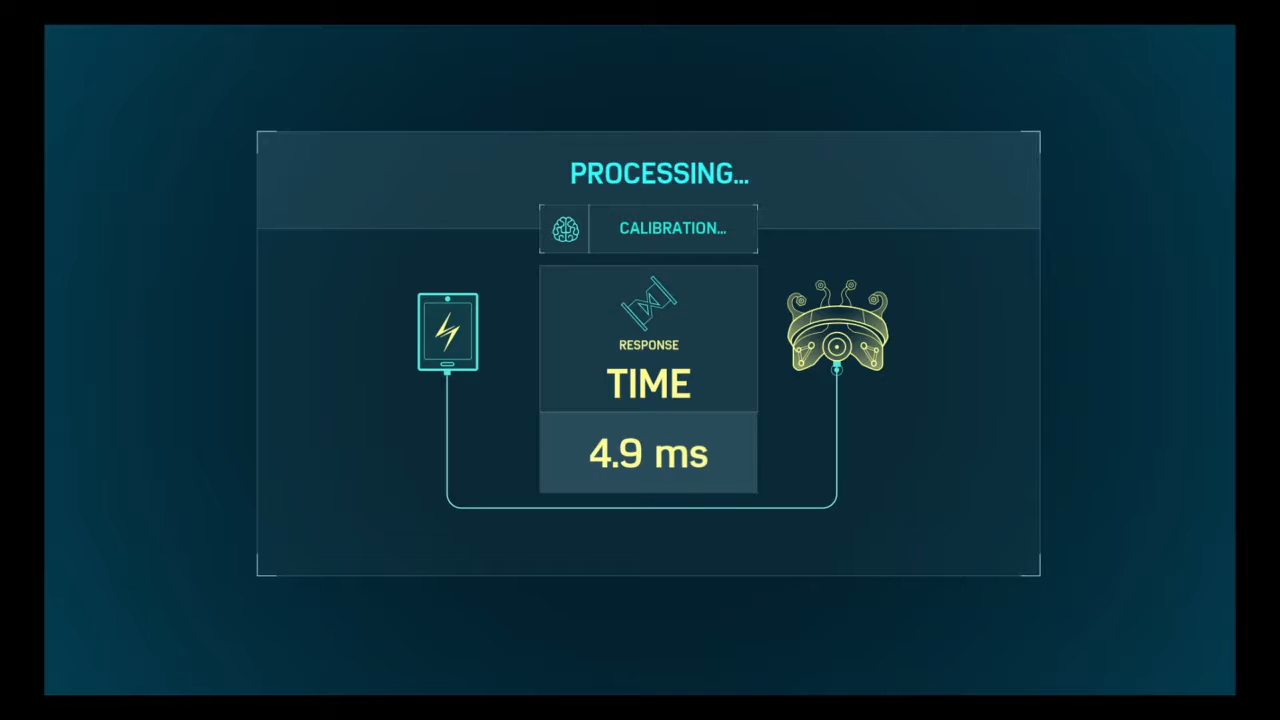 PROCESSING...
CALIBRATION...
RESPONSE
TIME
4.9 ms